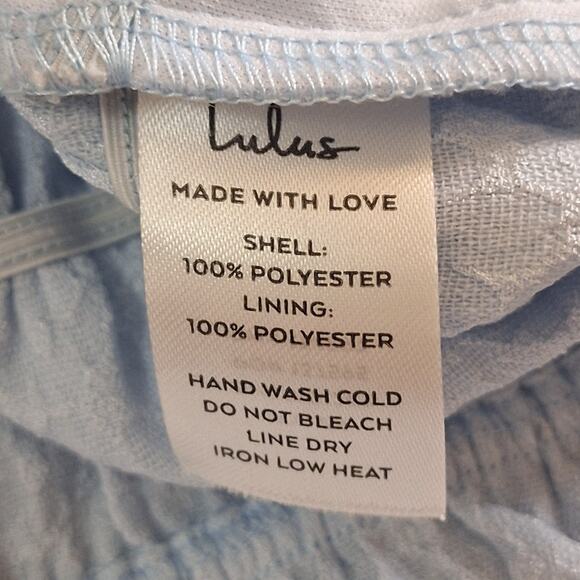 Lulus
MADE WITH LOVE
SHELL:
100% POLYESTER
LINING:
100% POLYESTER
HAND WASH COLD
DO NOT BLEACH
LINE DRY
IRON LOW HEAT